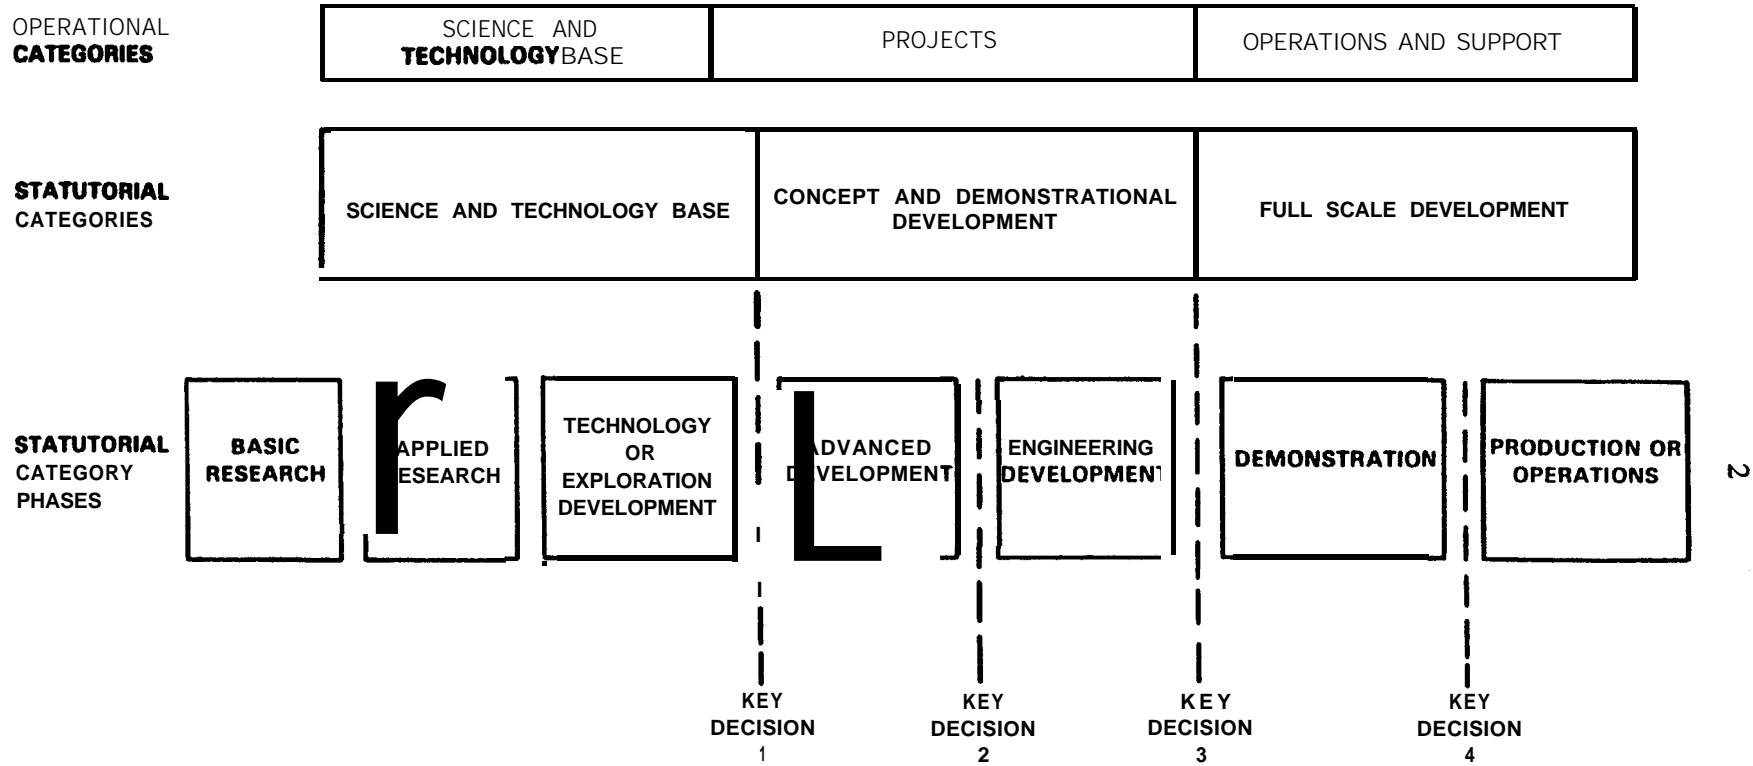 OPERATIONAL
CATEGORIES
SCIENCE AND
TECHNOLOGY BASE
PROJECTS
OPERATIONS AND SUPPORT
STATUTORIAL
CATEGORIES
SCIENCE AND TECHNOLOGY BASE
CONCEPT AND DEMONSTRATIONAL
DEVELOPMENT
FULL SCALE DEVELOPMENT
STATUTORIAL
CATEGORY
PHASES
BASIC
RESEARCH
r
APPLIED
ESEARCH
TECHNOLOGY
OR
EXPLORATION
DEVELOPMENT
L
ADVANCED
DEVELOPMENT
ENGINEERING
DEVELOPMENT
DEMONSTRATION
PRODUCTION OR
OPERATIONS
2
KEY
DECISION
1
KEY
DECISION
2
KEY
DECISION
3
KEY
DECISION
4